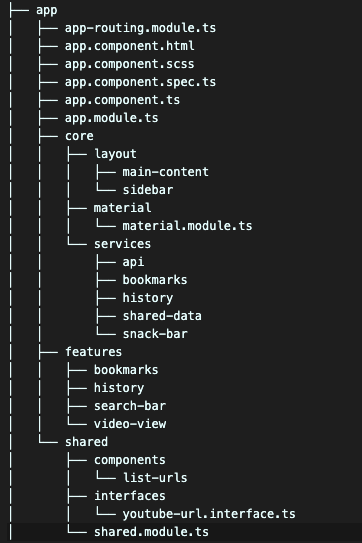 ├── app
│   ├── app-routing.module.ts
│   ├── app.component.html
│   ├── app.component.scss
│   ├── app.component.spec.ts
│   ├── app.component.ts
│   ├── app.module.ts
│   ├── core
│   │   ├── layout
│   │   │   ├── main-content
│   │   │   └── sidebar
│   │   ├── material
│   │   │   └── material.module.ts
│   │   └── services
│   │       ├── api
│   │       ├── bookmarks
│   │       ├── history
│   │       ├── shared-data
│   │       └── snack-bar
│   ├── features
│   │   ├── bookmarks
│   │   ├── history
│   │   ├── search-bar
│   │   └── video-view
│   └── shared
│       ├── components
│       │   └── list-urls
│       ├── interfaces
│       │   └── youtube-url.interface.ts
│       └── shared.module.ts